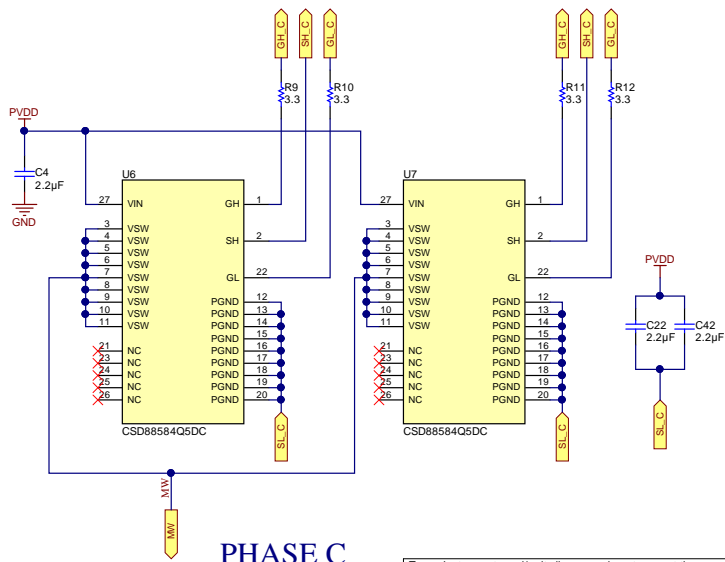 GH_C SH_C GL_C GH_C SH_C GL_C
R9 3.3 R10 3.3 R11 3.3 R12 3.3
PVDD
C4
2.2µF
GND
U6
27 VIN GH 1
3 VSW
4 VSW SH 2
5 VSW
6 VSW
7 VSW GL 22
8 VSW
9 VSW PGND 12
10 VSW PGND 13
11 VSW PGND 14
PGND 15
21 NC PGND 16
23 NC PGND 17
24 NC PGND 18
25 NC PGND 19
26 NC PGND 20
CSD88584Q5DC
SL_C
U7
27 VIN GH 1
3 VSW
4 VSW SH 2
5 VSW
6 VSW
7 VSW GL 22
8 VSW
9 VSW PGND 12
10 VSW PGND 13
11 VSW PGND 14
PGND 15
21 NC PGND 16
23 NC PGND 17
24 NC PGND 18
25 NC PGND 19
26 NC PGND 20
CSD88584Q5DC
SL_C
PVDD
C22 C42
2.2µF 2.2µF
SL_C
MW
MW
PHASE C